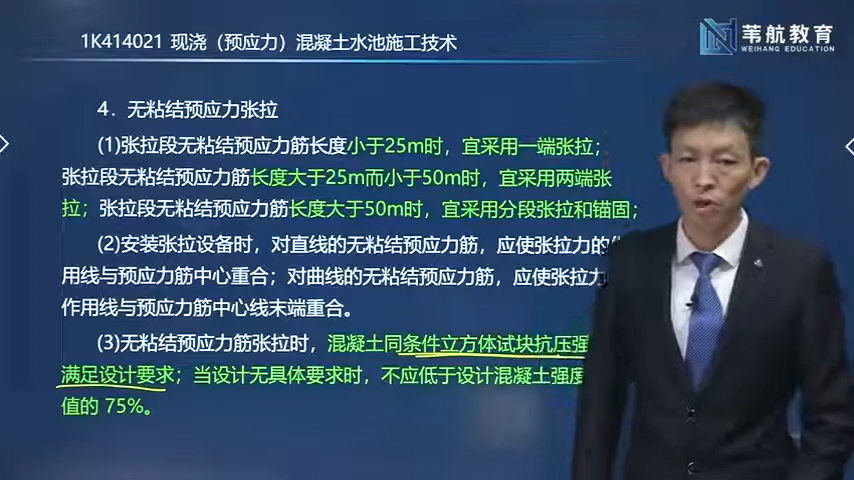 1K414021 现浇（预应力）混凝土水池施工技术
苇航教育
WEIHANG EDUCATION
4．无粘结预应力张拉
(1)张拉段无粘结预应力筋长度小于25m时，宜采用一端张拉；
张拉段无粘结预应力筋长度大于25m而小于50m时，宜采用两端张
拉；张拉段无粘结预应力筋长度大于50m时，宜采用分段张拉和锚固；
(2)安装张拉设备时，对直线的无粘结预应力筋，应使张拉力的
用线与预应力筋中心重合；对曲线的无粘结预应力筋，应使张拉力
作用线与预应力筋中心线末端重合。
(3)无粘结预应力筋张拉时，混凝土同条件立方体试块抗压强
满足设计要求；当设计无具体要求时，不应低于设计混凝土强度
值的 75%。